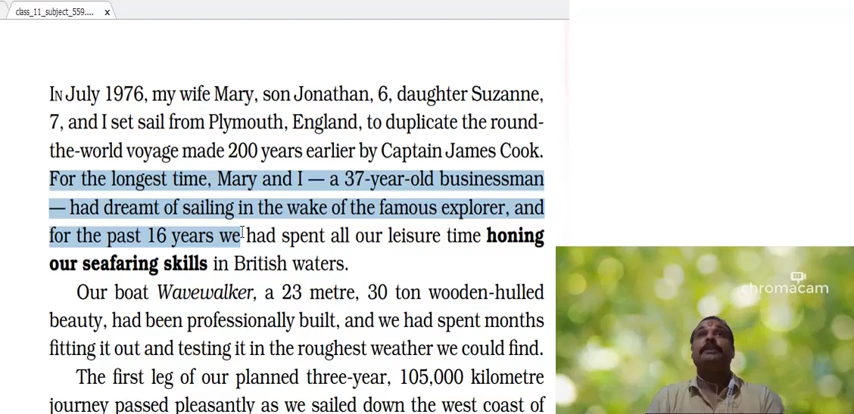 class_11_subject_559.... x
IN July 1976, my wife Mary, son Jonathan, 6, daughter Suzanne,
7, and I set sail from Plymouth, England, to duplicate the round-
the-world voyage made 200 years earlier by Captain James Cook.
For the longest time, Mary and I — a 37-year-old businessman
— had dreamt of sailing in the wake of the famous explorer, and
for the past 16 years we had spent all our leisure time honing
our seafaring skills in British waters.
Our boat Wavewalker, a 23 metre, 30 ton wooden-hulled
beauty, had been professionally built, and we had spent months
fitting it out and testing it in the roughest weather we could find.
The first leg of our planned three-year, 105,000 kilometre
journey passed pleasantly as we sailed down the west coast of
chromacam